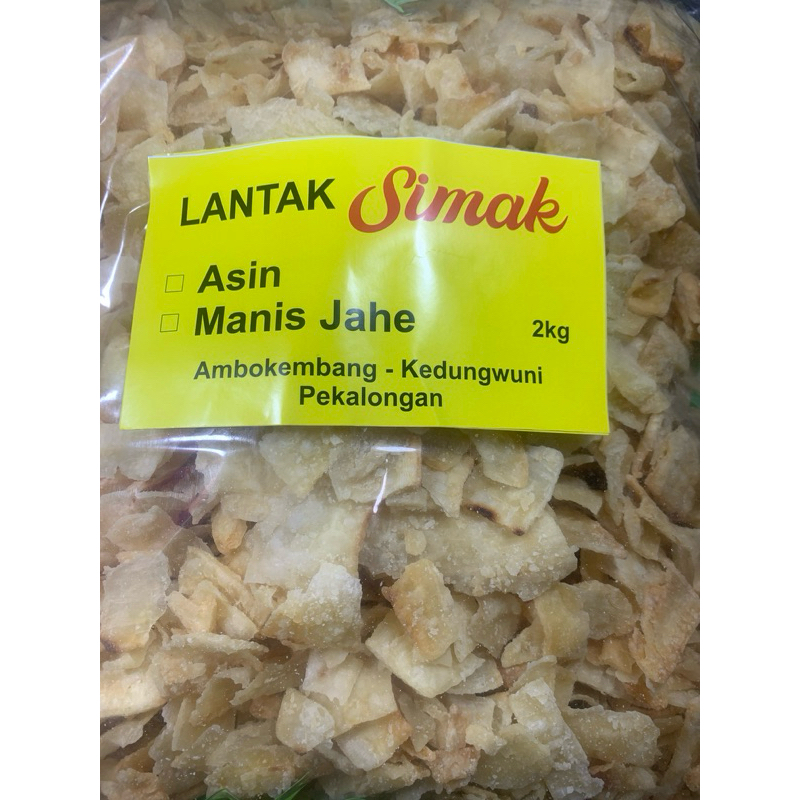 LANTAK Simak
☐ Asin
☐ Manis Jahe
2kg
Ambokembang - Kedungwuni
Pekalongan